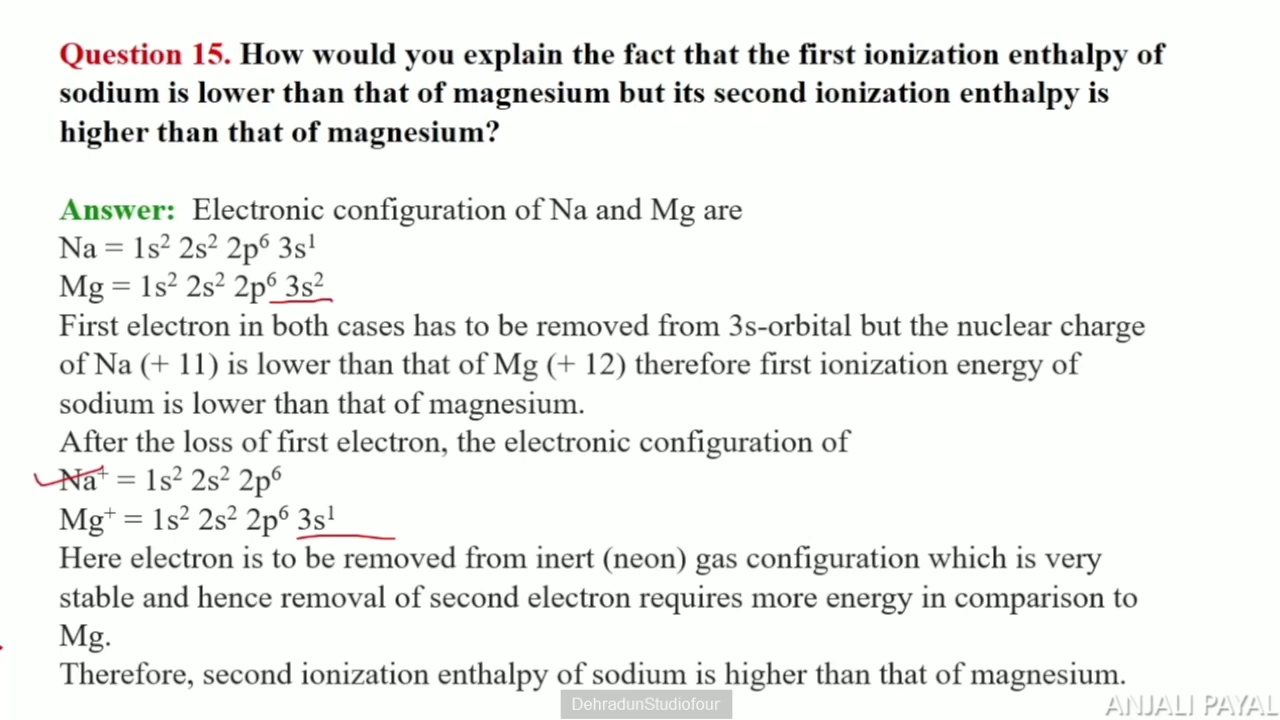 Question 15. How would you explain the fact that the first ionization enthalpy of
sodium is lower than that of magnesium but its second ionization enthalpy is
higher than that of magnesium?
Answer: Electronic configuration of Na and Mg are
Na = 1s² 2s² 2p⁶ 3s¹
Mg = 1s² 2s² 2p⁶ 3s²
First electron in both cases has to be removed from 3s-orbital but the nuclear charge
of Na (+ 11) is lower than that of Mg (+ 12) therefore first ionization energy of
sodium is lower than that of magnesium.
After the loss of first electron, the electronic configuration of
Na⁺ = 1s² 2s² 2p⁶
Mg⁺ = 1s² 2s² 2p⁶ 3s¹
Here electron is to be removed from inert (neon) gas configuration which is very
stable and hence removal of second electron requires more energy in comparison to
Mg.
Therefore, second ionization enthalpy of sodium is higher than that of magnesium.
DehradunStudiofour
ANJALI PAYAL